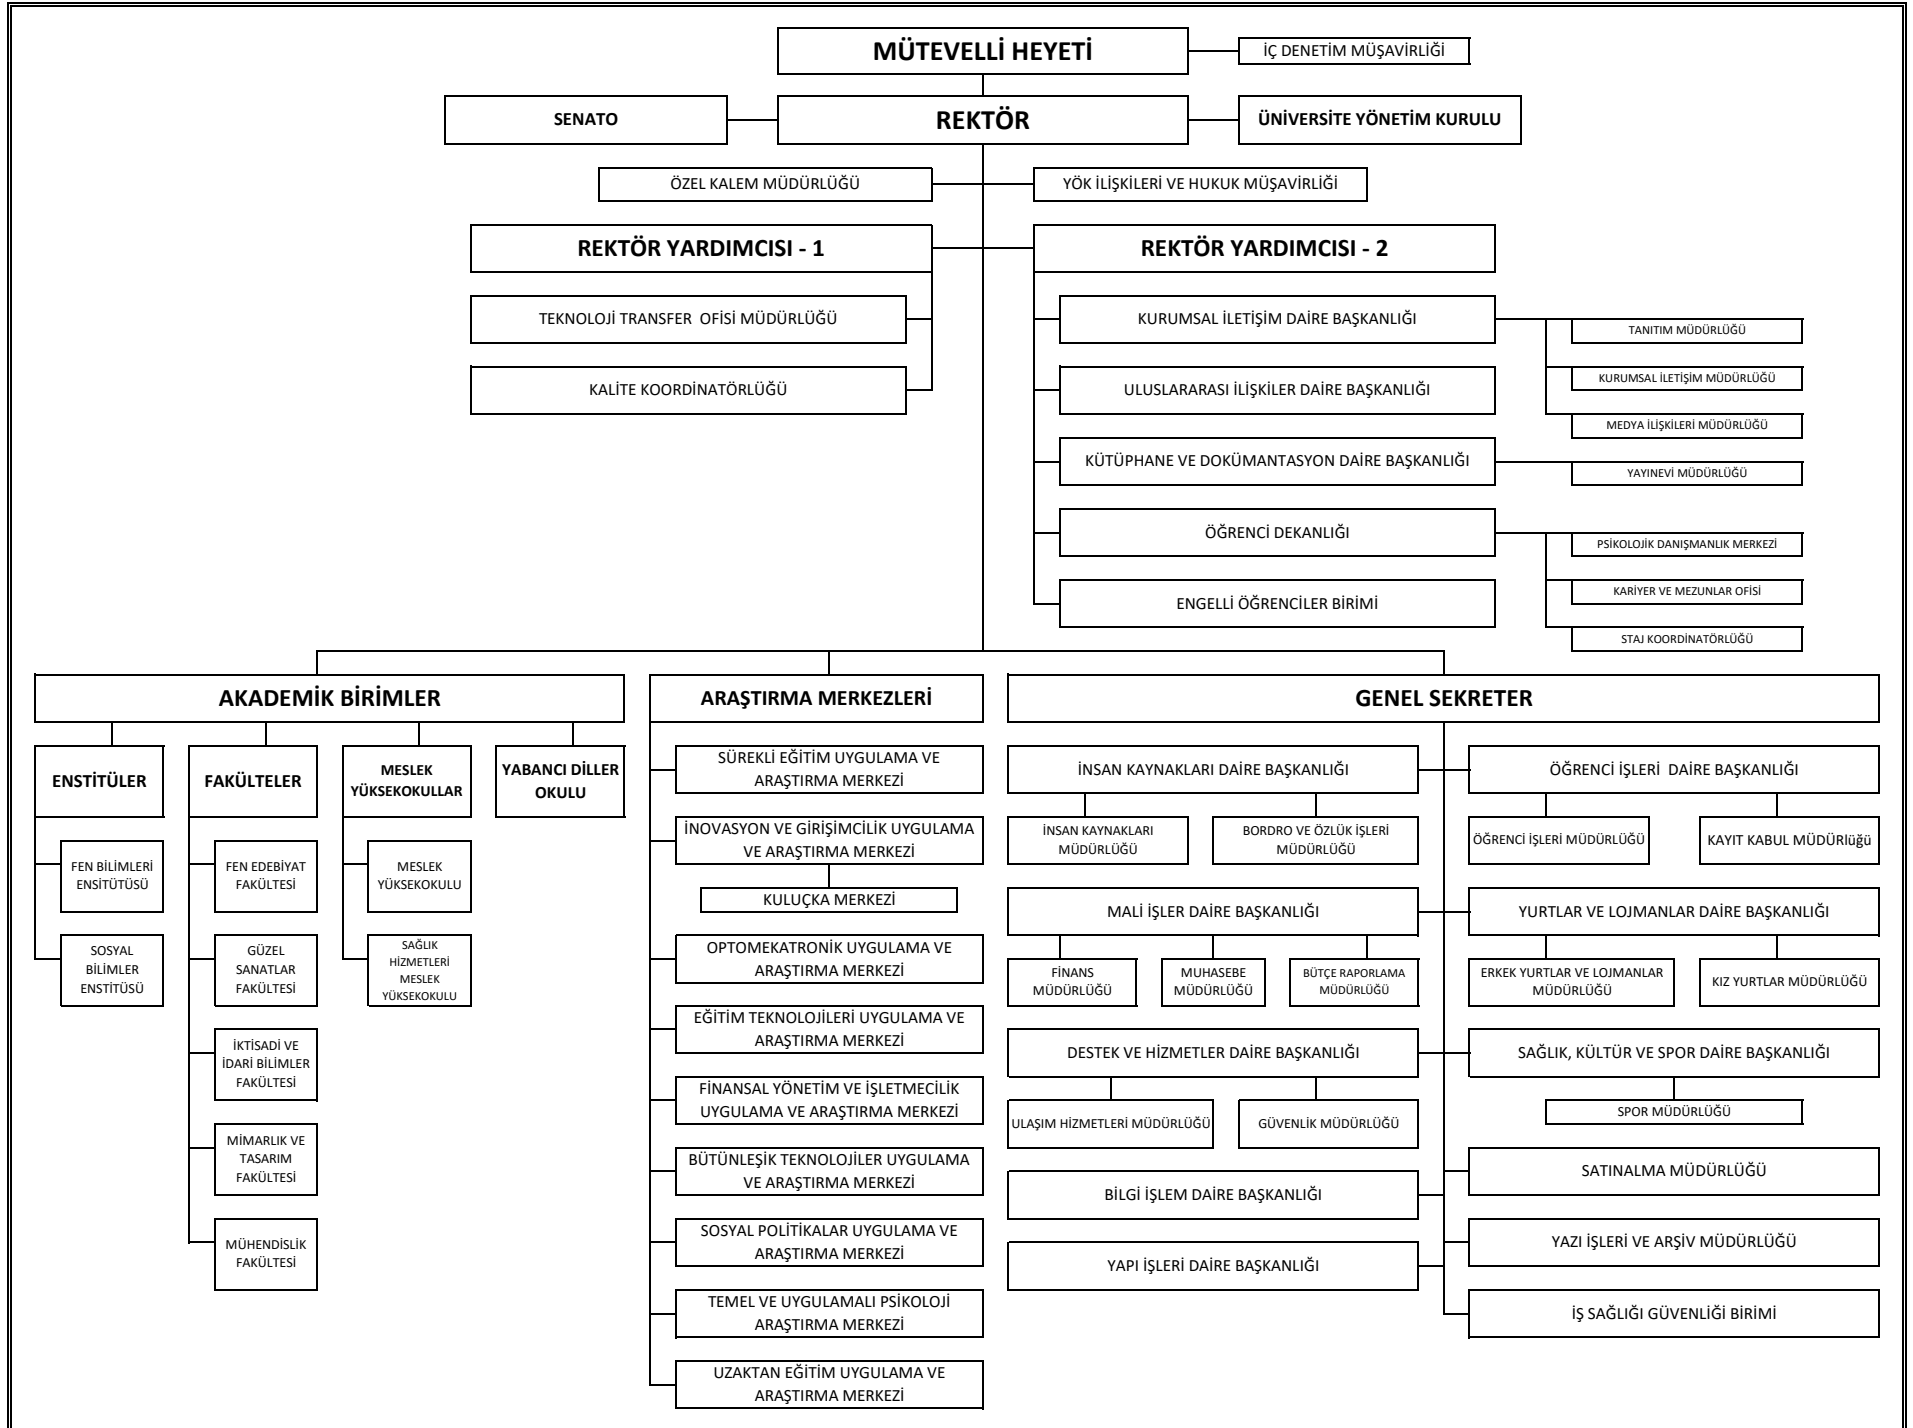 MÜTEVELLİ HEYETİ
İÇ DENETİM MÜŞAVİRLİĞİ
SENATO
REKTÖR
ÜNİVERSİTE YÖNETİM KURULU
ÖZEL KALEM MÜDÜRLÜĞÜ
YÖK İLİŞKİLERİ VE HUKUK MÜŞAVİRLİĞİ
REKTÖR YARDIMCISI - 1
REKTÖR YARDIMCISI - 2
TEKNOLOJİ TRANSFER OFİSİ MÜDÜRLÜĞÜ
KALİTE KOORDİNATÖRLÜĞÜ
KURUMSAL İLETİŞİM DAİRE BAŞKANLIĞI
TANITIM MÜDÜRLÜĞÜ
KURUMSAL İLETİŞİM MÜDÜRLÜĞÜ
MEDYA İLİŞKİLERİ MÜDÜRLÜĞÜ
ULUSLARARASI İLİŞKİLER DAİRE BAŞKANLIĞI
KÜTÜPHANE VE DOKÜMANTASYON DAİRE BAŞKANLIĞI
YAYINEVİ MÜDÜRLÜĞÜ
ÖĞRENCİ DEKANLIĞI
PSİKOLOJİK DANIŞMANLIK MERKEZİ
KARİYER VE MEZUNLAR OFİSİ
STAJ KOORDİNATÖRLÜĞÜ
ENGELLİ ÖĞRENCİLER BİRİMİ
AKADEMİK BİRİMLER
ENSTİTÜLER
FEN BİLİMLERİ
ENSİTÜTÜSÜ
SOSYAL
BİLİMLER
ENSTİTÜSÜ
FAKÜLTELER
FEN EDEBİYAT
FAKÜLTESİ
GÜZEL
SANATLAR
FAKÜLTESİ
İKTİSADİ VE
İDARİ BİLİMLER
FAKÜLTESİ
MİMARLIK VE
TASARIM
FAKÜLTESİ
MÜHENDİSLİK
FAKÜLTESİ
MESLEK
YÜKSEKOKULLAR
MESLEK
YÜKSEKOKULU
SAĞLIK
HİZMETLERİ
MESLEK
YÜKSEKOKULU
YABANCI DİLLER
OKULU
ARAŞTIRMA MERKEZLERİ
SÜREKLİ EĞİTİM UYGULAMA VE
ARAŞTIRMA MERKEZİ
İNOVASYON VE GİRİŞİMCİLİK UYGULAMA
VE ARAŞTIRMA MERKEZİ
KULUÇKA MERKEZİ
OPTOMEKATRONİK UYGULAMA VE
ARAŞTIRMA MERKEZİ
EĞİTİM TEKNOLOJİLERİ UYGULAMA VE
ARAŞTIRMA MERKEZİ
FİNANSAL YÖNETİM VE İŞLETMECİLİK
UYGULAMA VE ARAŞTIRMA MERKEZİ
BÜTÜNLEŞİK TEKNOLOJİLER UYGULAMA
VE ARAŞTIRMA MERKEZİ
SOSYAL POLİTİKALAR UYGULAMA VE
ARAŞTIRMA MERKEZİ
TEMEL VE UYGULAMALI PSİKOLOJİ
ARAŞTIRMA MERKEZİ
UZAKTAN EĞİTİM UYGULAMA VE
ARAŞTIRMA MERKEZİ
GENEL SEKRETER
İNSAN KAYNAKLARI DAİRE BAŞKANLIĞI
İNSAN KAYNAKLARI
MÜDÜRLÜĞÜ
BORDRO VE ÖZLÜK İŞLERİ
MÜDÜRLÜĞÜ
MALİ İŞLER DAİRE BAŞKANLIĞI
FİNANS
MÜDÜRLÜĞÜ
MUHASEBE
MÜDÜRLÜĞÜ
BÜTÇE RAPORLAMA
MÜDÜRLÜĞÜ
DESTEK VE HİZMETLER DAİRE BAŞKANLIĞI
ULAŞIM HİZMETLERİ MÜDÜRLÜĞÜ
GÜVENLİK MÜDÜRLÜĞÜ
BİLGİ İŞLEM DAİRE BAŞKANLIĞI
YAPI İŞLERİ DAİRE BAŞKANLIĞI
ÖĞRENCİ İŞLERİ DAİRE BAŞKANLIĞI
ÖĞRENCİ İŞLERİ MÜDÜRLÜĞÜ
KAYIT KABUL MÜDÜRlüğü
YURTLAR VE LOJMANLAR DAİRE BAŞKANLIĞI
ERKEK YURTLAR VE LOJMANLAR
MÜDÜRLÜĞÜ
KIZ YURTLAR MÜDÜRLÜĞÜ
SAĞLIK, KÜLTÜR VE SPOR DAİRE BAŞKANLIĞI
SPOR MÜDÜRLÜĞÜ
SATINALMA MÜDÜRLÜĞÜ
YAZI İŞLERİ VE ARŞİV MÜDÜRLÜĞÜ
İŞ SAĞLIĞI GÜVENLİĞİ BİRİMİ